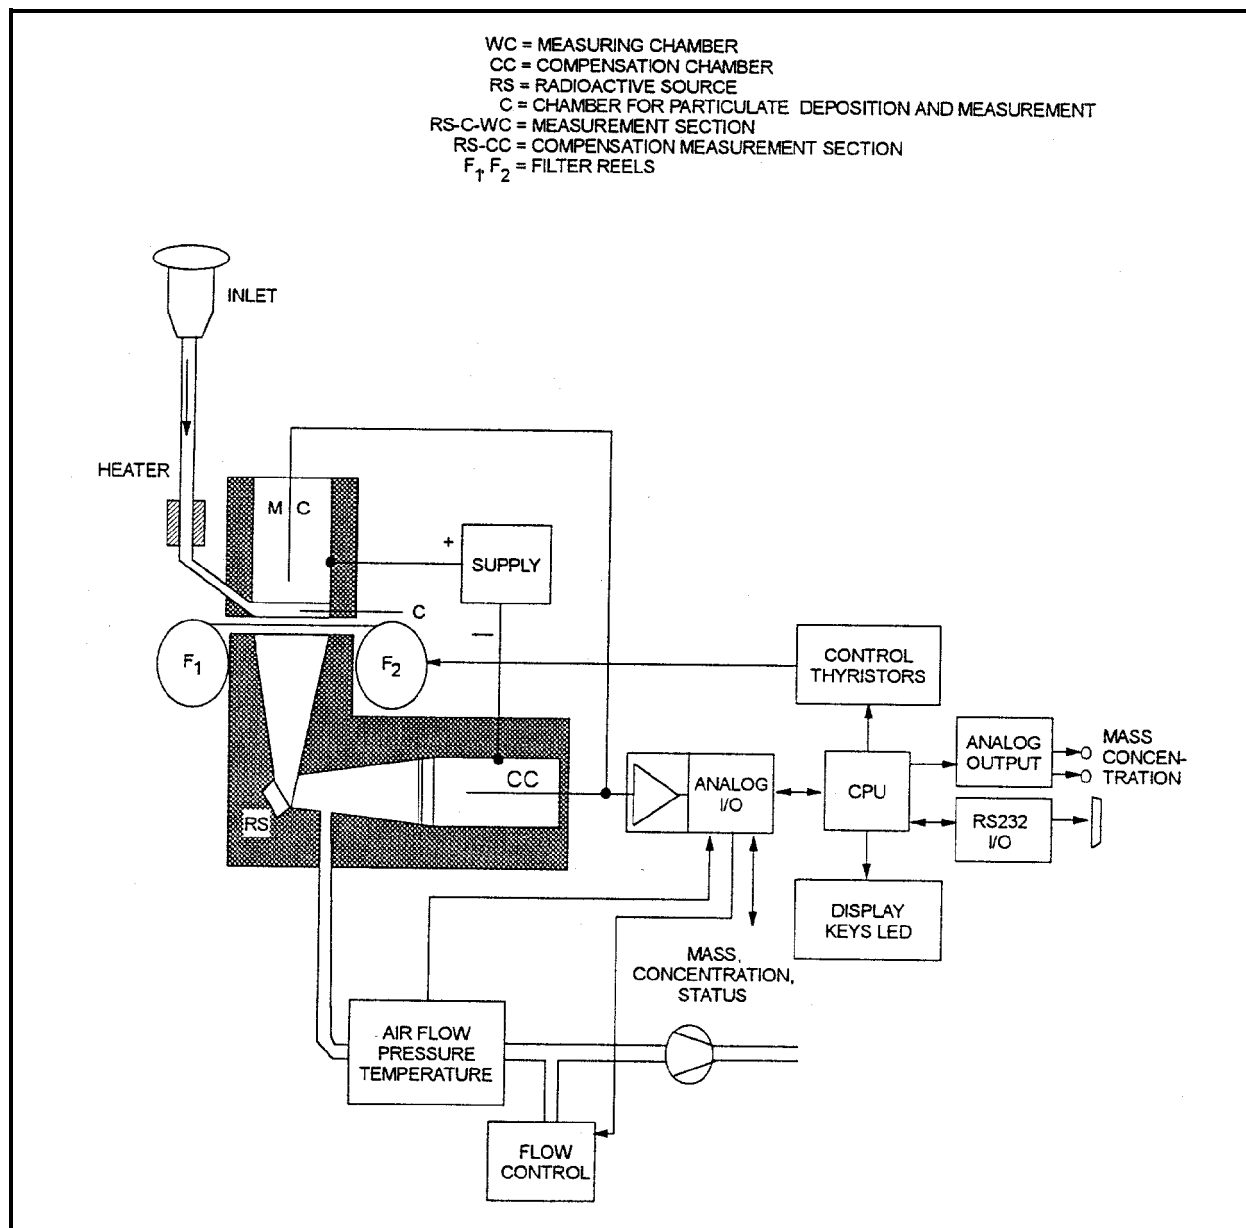 WC = MEASURING CHAMBER
CC = COMPENSATION CHAMBER
RS = RADIOACTIVE SOURCE
C = CHAMBER FOR PARTICULATE DEPOSITION AND MEASUREMENT
RS-C-WC = MEASUREMENT SECTION
RS-CC = COMPENSATION MEASUREMENT SECTION
F1, F2 = FILTER REELS
INLET
HEATER
M C
+
SUPPLY
C
—
F1
F2
CONTROL
THYRISTORS
CC
RS
ANALOG
I/O
CPU
ANALOG
OUTPUT
MASS
CONCEN-
TRATION
RS232
I/O
DISPLAY
KEYS LED
MASS,
CONCENTRATION,
STATUS
AIR FLOW
PRESSURE
TEMPERATURE
FLOW
CONTROL